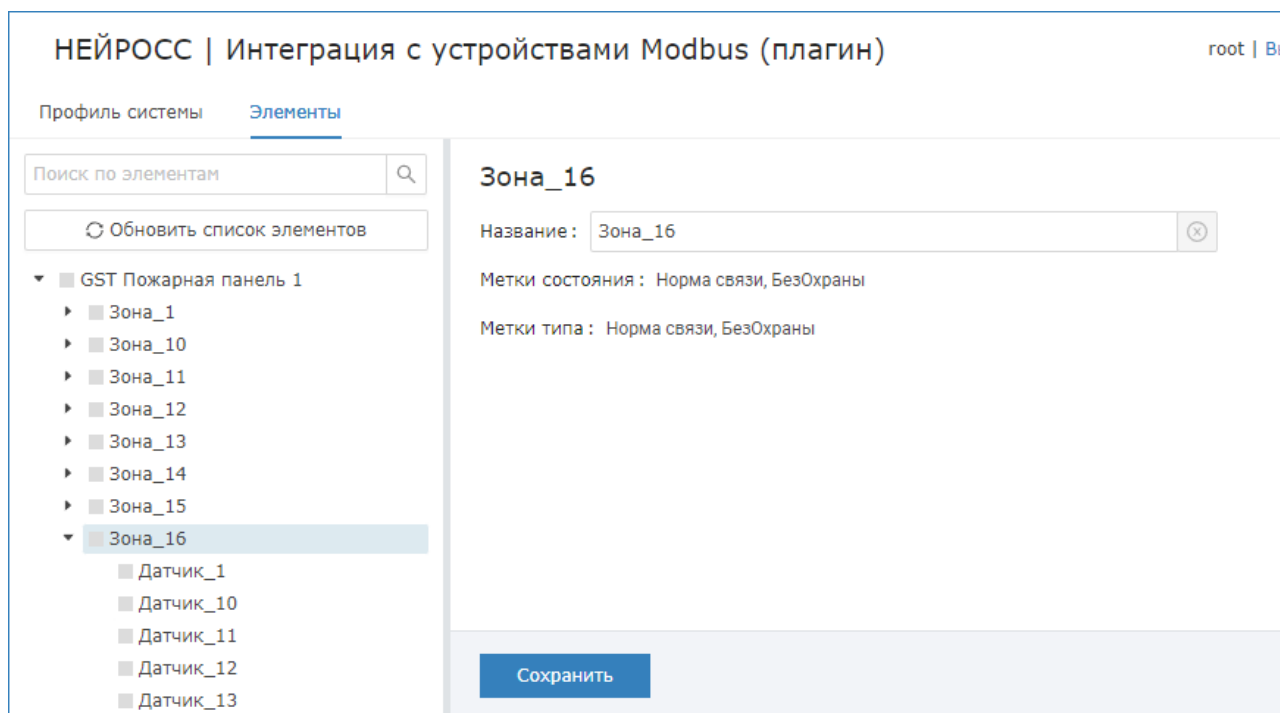 НЕЙРОСС | Интеграция с устройствами Modbus (плагин)
root |
Профиль системы Элементы
Поиск по элементам
Обновить список элементов
GST Пожарная панель 1
Зона_1
Зона_10
Зона_11
Зона_12
Зона_13
Зона_14
Зона_15
Зона_16
Датчик_1
Датчик_10
Датчик_11
Датчик_12
Датчик_13
Зона_16
Название: Зона_16
Метки состояния: Норма связи, БезОхраны
Метки типа: Норма связи, БезОхраны
Сохранить